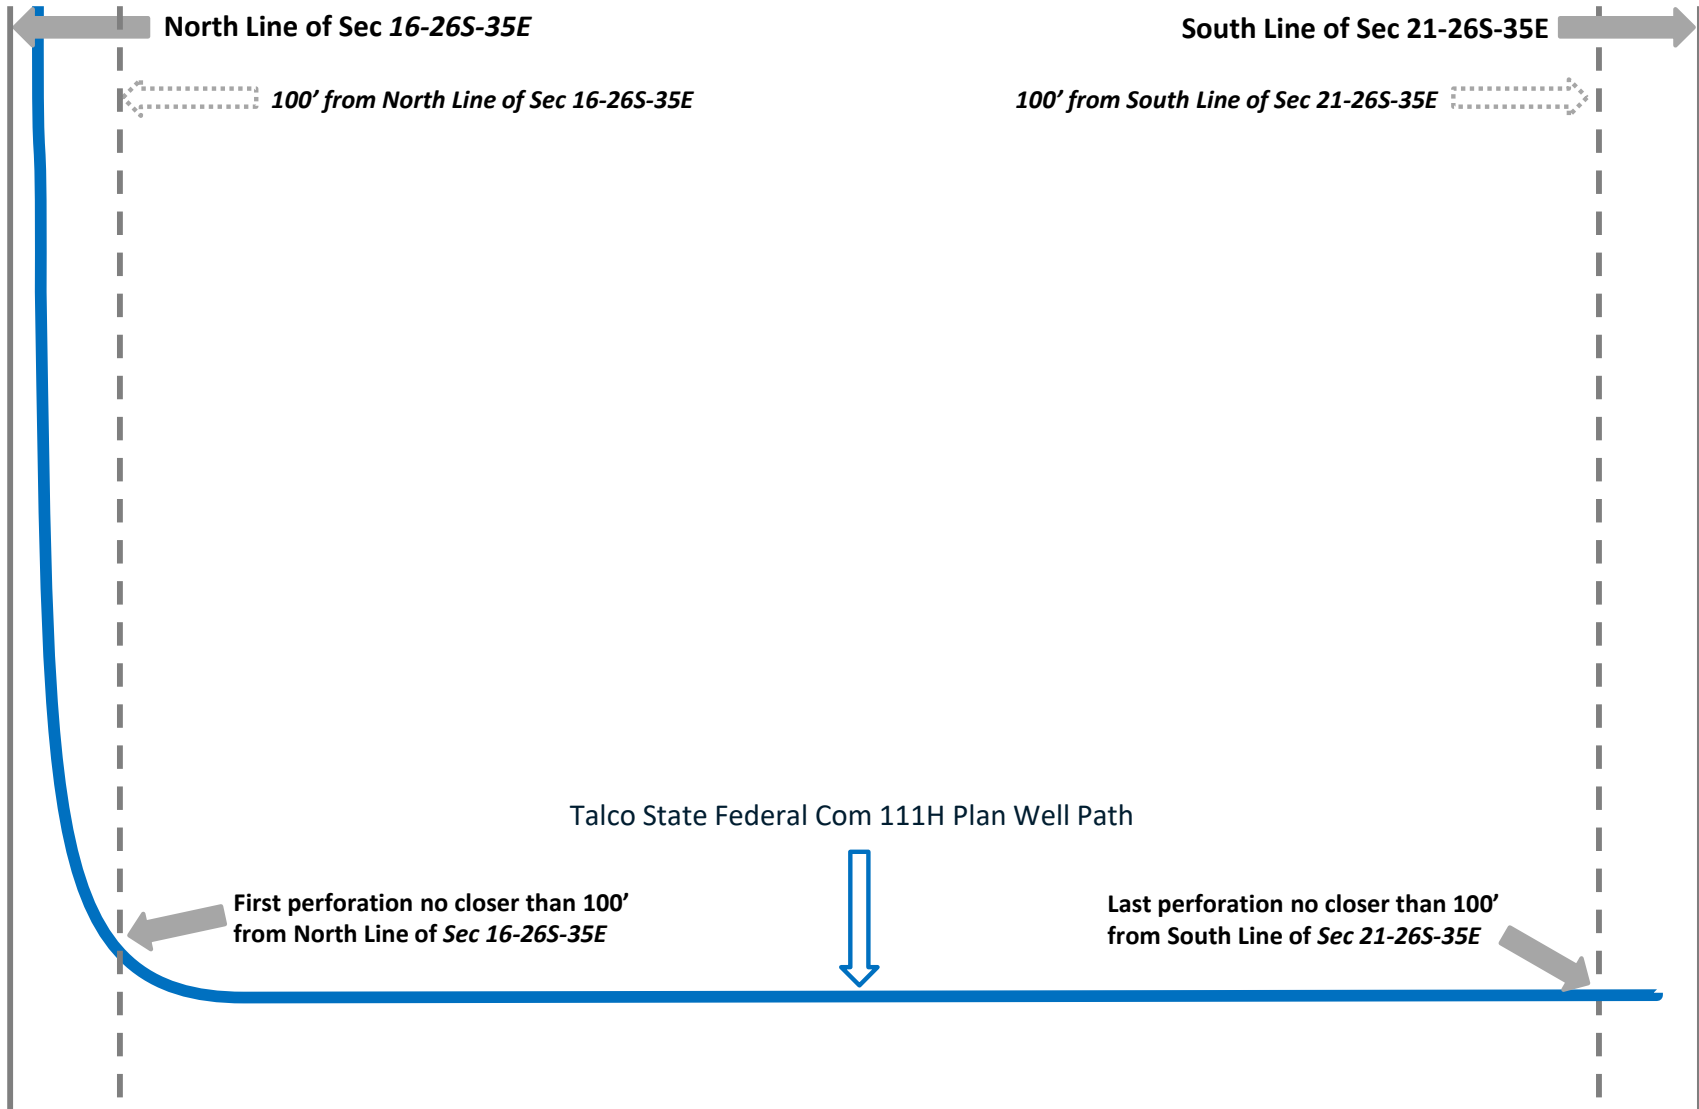 North Line of Sec 16-26S-35E
South Line of Sec 21-26S-35E
100’ from North Line of Sec 16-26S-35E
100’ from South Line of Sec 21-26S-35E
Talco State Federal Com 111H Plan Well Path
First perforation no closer than 100’
from North Line of Sec 16-26S-35E
Last perforation no closer than 100’
from South Line of Sec 21-26S-35E